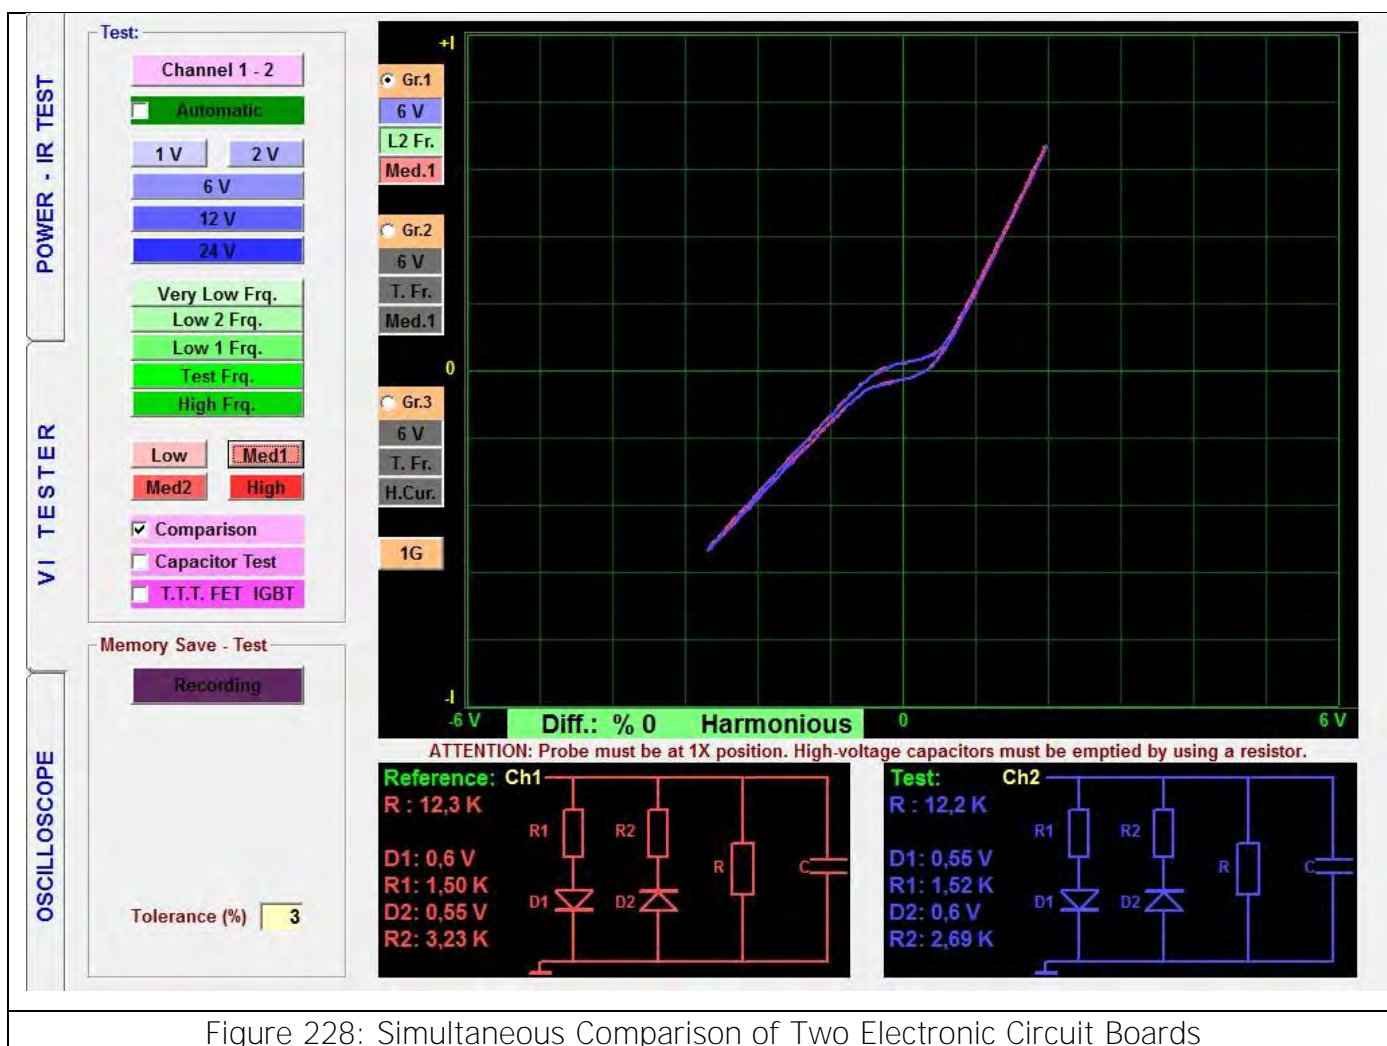 POWER - IR TEST
VI TESTER
OSCILLOSCOPE
Test:
Channel 1 - 2
Automatic
1 V
2 V
6 V
12 V
24 V
Very Low Frq.
Low 2 Frq.
Low 1 Frq.
Test Frq.
High Frq.
Low
Med1
Med2
High
Comparison
Capacitor Test
T.T.T. FET IGBT
Memory Save - Test
Recording
Tolerance (%) 3
+I
Gr.1
6 V
L2 Fr.
Med.1
Gr.2
6 V
T. Fr.
Med.1
0
Gr.3
6 V
T. Fr.
H.Cur.
1G
-I
-6 V
Diff.: % 0 Harmonious
0
6 V
ATTENTION: Probe must be at 1X position. High-voltage capacitors must be emptied by using a resistor.
Reference: Ch1
R : 12,3 K
D1: 0,6 V
R1: 1,50 K
D2: 0,55 V
R2: 3,23 K
R1
R2
R
C
D1
D2
Test: Ch2
R : 12,2 K
D1: 0,55 V
R1: 1,52 K
D2: 0,6 V
R2: 2,69 K
R1
R2
R
C
D1
D2
Figure 228: Simultaneous Comparison of Two Electronic Circuit Boards